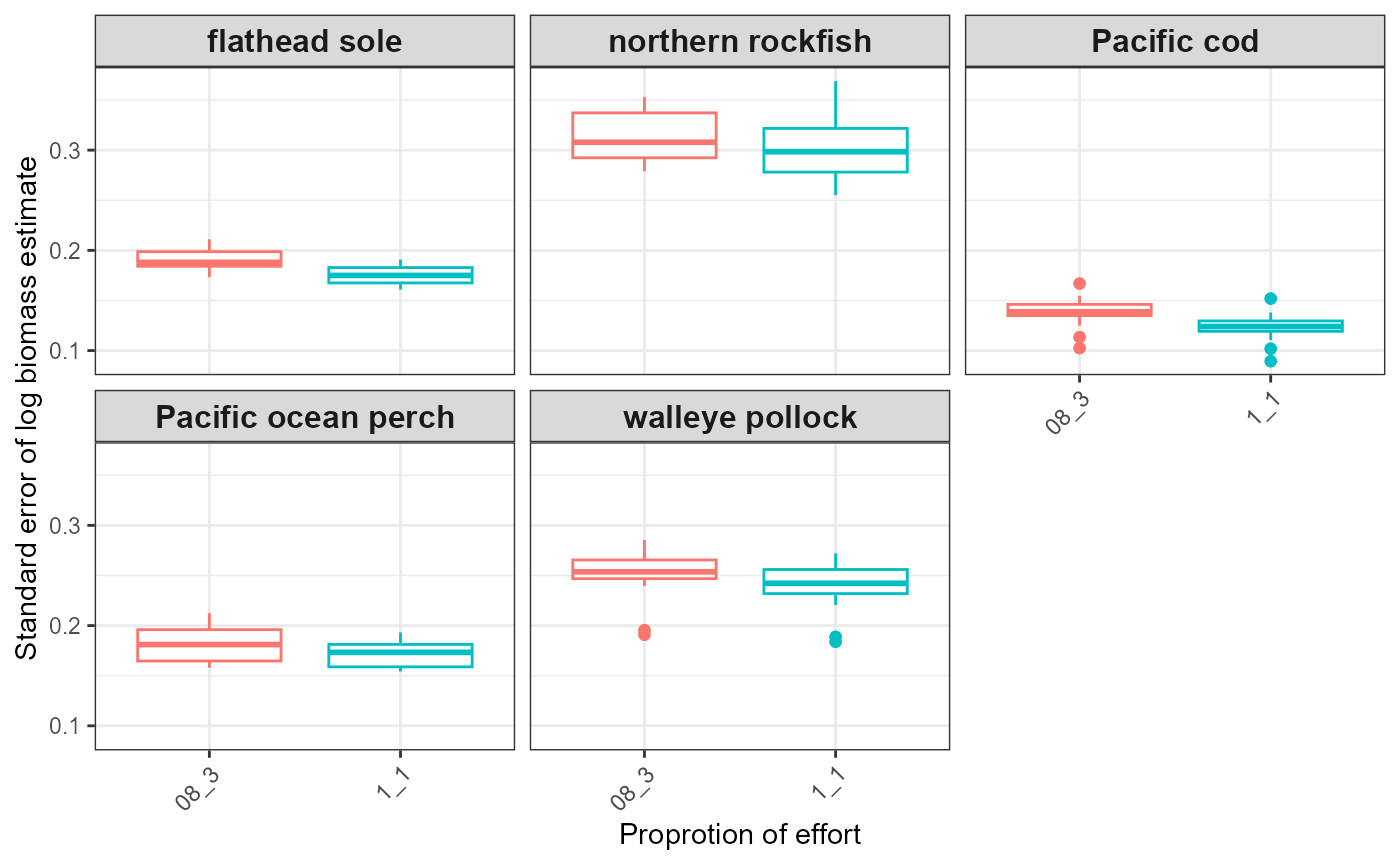 flathead sole
northern rockfish
Pacific cod
Standard error of log biomass estimate
0.3
0.2
0.1
08_3
1_1
Pacific ocean perch
walleye pollock
0.3
0.2
0.1
08_3
1_1
08_3
1_1
Proprotion of effort